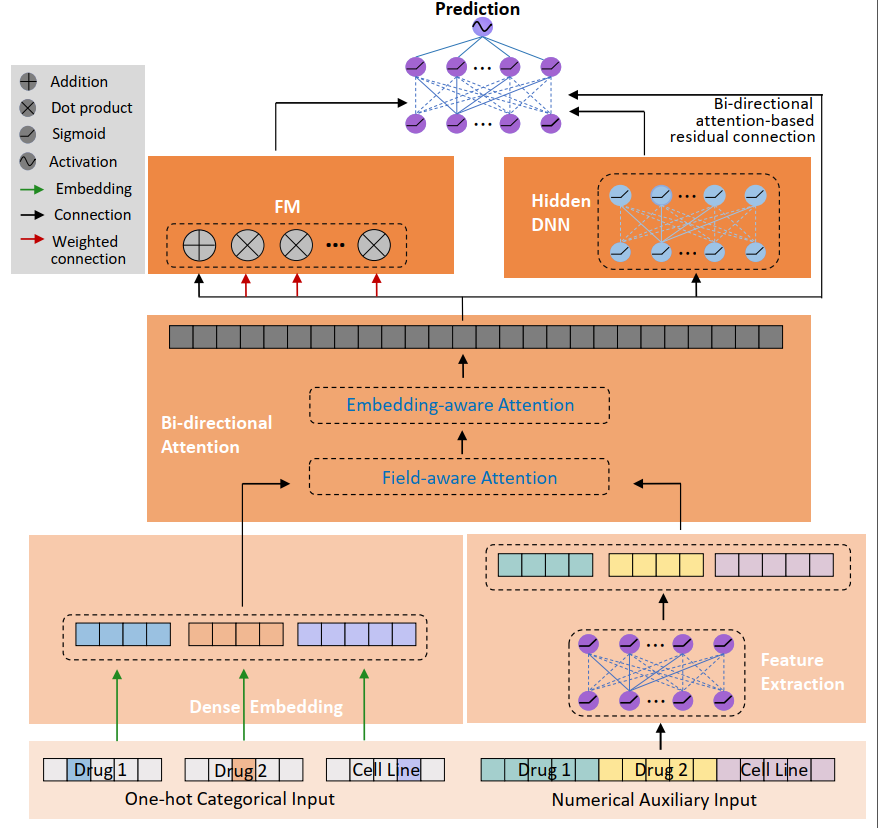 Prediction
Addition
Dot product
Sigmoid
Activation
Embedding
Connection
Weighted
connection
Bi-directional
attention-based
residual connection
FM
Hidden
DNN
Embedding-aware Attention
Bi-directional
Attention
Field-aware Attention
Feature
Extraction
Dense Embedding
Drug 1
Drug 2
Cell Line
Drug 1
Drug 2
Cell Line
One-hot Categorical Input
Numerical Auxiliary Input